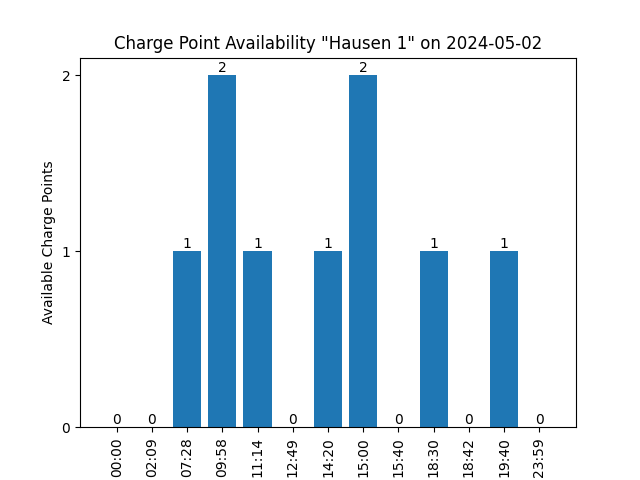 Charge Point Availability "Hausen 1" on 2024-05-02
Available Charge Points
2
1
0
0 0 1 2 1 0 1 2 0 1 0 1 0
00:00 02:09 07:28 09:58 11:14 12:49 14:20 15:00 15:40 18:30 18:42 19:40 23:59